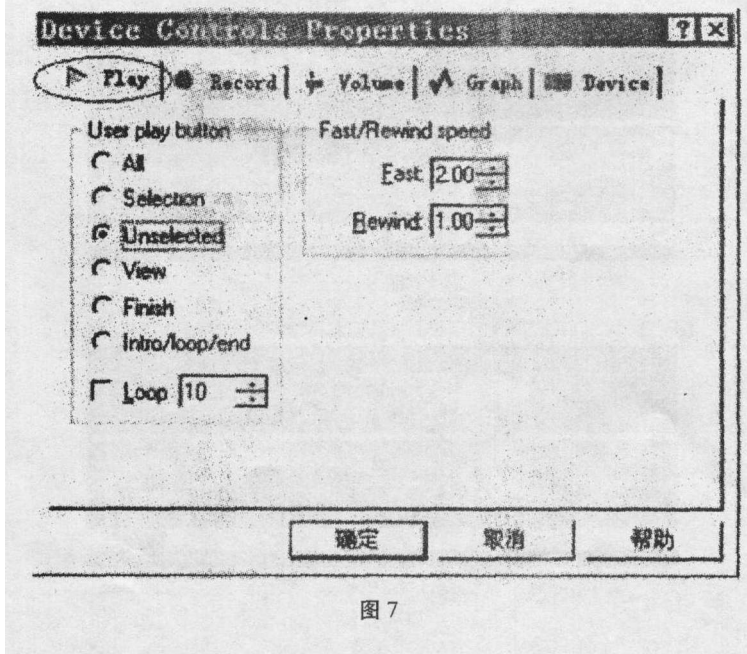 Device Controls Properties
Play Record Volume Graph Device
User play button
All
Selection
Unselected
View
Finish
Intro/loop/end
Loop 10
Fast/Rewind speed
Fast: 2.00
Rewind: 1.00
确定 取消 帮助
图 7